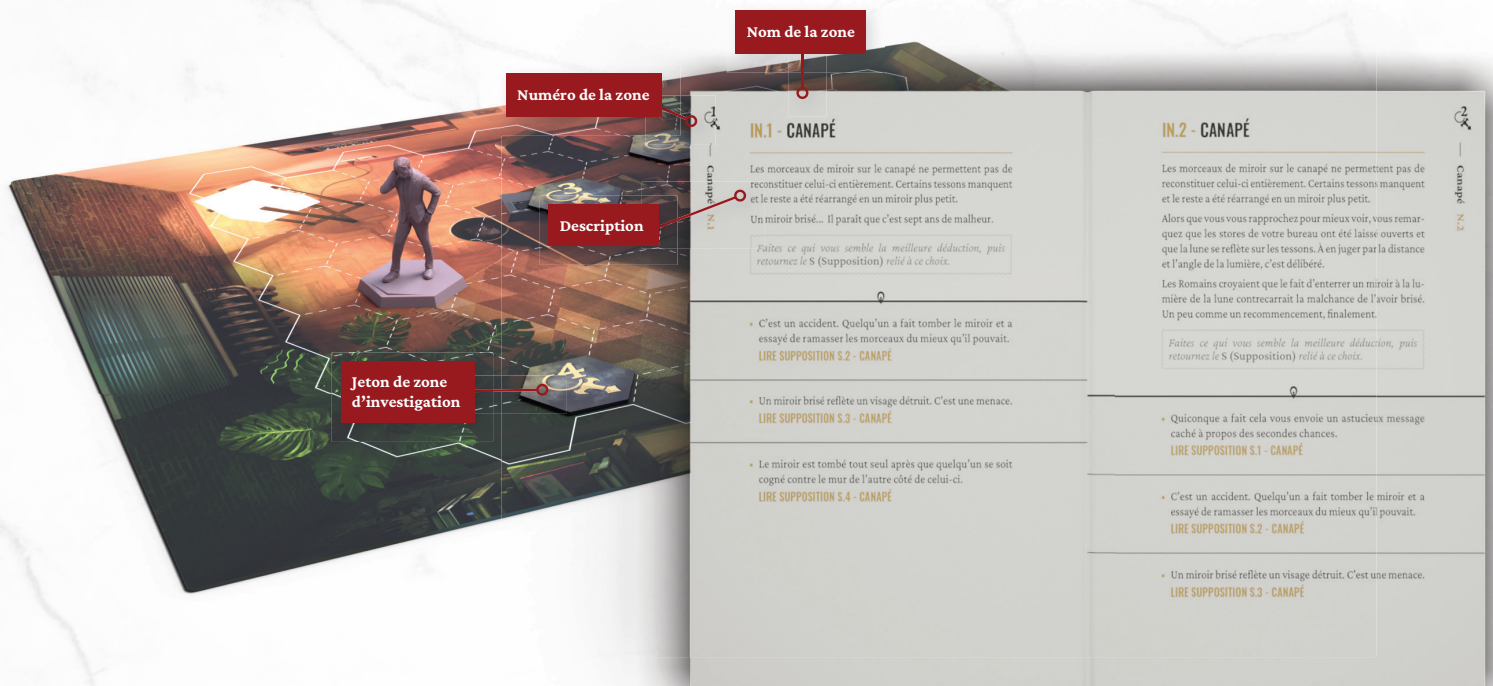 Nom de la zone
Numéro de la zone
Description
Jeton de zone
d'investigation
2
3
4
1
— Canapé N.1
IN.1 - CANAPÉ
Les morceaux de miroir sur le canapé ne permettent pas de
reconstituer celui-ci entièrement. Certains tessons manquent
et le reste a été réarrangé en un miroir plus petit.
Un miroir brisé... Il paraît que c'est sept ans de malheur.
Faites ce qui vous semble la meilleure déduction, puis
retournez le S (Supposition) relié à ce choix.
• C'est un accident. Quelqu'un a fait tomber le miroir et a
essayé de ramasser les morceaux du mieux qu'il pouvait.
LIRE SUPPOSITION S.2 - CANAPÉ
• Un miroir brisé reflète un visage détruit. C'est une menace.
LIRE SUPPOSITION S.3 - CANAPÉ
• Le miroir est tombé tout seul après que quelqu'un se soit
cogné contre le mur de l'autre côté de celui-ci.
LIRE SUPPOSITION S.4 - CANAPÉ
2
— Canapé N.2
IN.2 - CANAPÉ
Les morceaux de miroir sur le canapé ne permettent pas de
reconstituer celui-ci entièrement. Certains tessons manquent
et le reste a été réarrangé en un miroir plus petit.
Alors que vous vous rapprochez pour mieux voir, vous remar-
quez que les stores de votre bureau ont été laissé ouverts et
que la lune se reflète sur les tessons. À en juger par la distance
et l'angle de la lumière, c'est délibéré.
Les Romains croyaient que le fait d'enterrer un miroir à la lu-
mière de la lune contrecarrait la malchance de l'avoir brisé.
Un peu comme un recommencement, finalement.
Faites ce qui vous semble la meilleure déduction, puis
retournez le S (Supposition) relié à ce choix.
• Quiconque a fait cela vous envoie un astucieux message
caché à propos des secondes chances.
LIRE SUPPOSITION S.1 - CANAPÉ
• C'est un accident. Quelqu'un a fait tomber le miroir et a
essayé de ramasser les morceaux du mieux qu'il pouvait.
LIRE SUPPOSITION S.2 - CANAPÉ
• Un miroir brisé reflète un visage détruit. C'est une menace.
LIRE SUPPOSITION S.3 - CANAPÉ